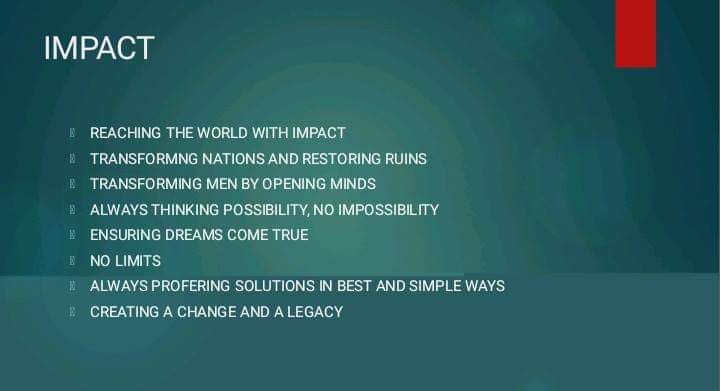 IMPACT
REACHING THE WORLD WITH IMPACT
TRANSFORMNG NATIONS AND RESTORING RUINS
TRANSFORMING MEN BY OPENING MINDS
ALWAYS THINKING POSSIBILITY, NO IMPOSSIBILITY
ENSURING DREAMS COME TRUE
NO LIMITS
ALWAYS PROFERING SOLUTIONS IN BEST AND SIMPLE WAYS
CREATING A CHANGE AND A LEGACY